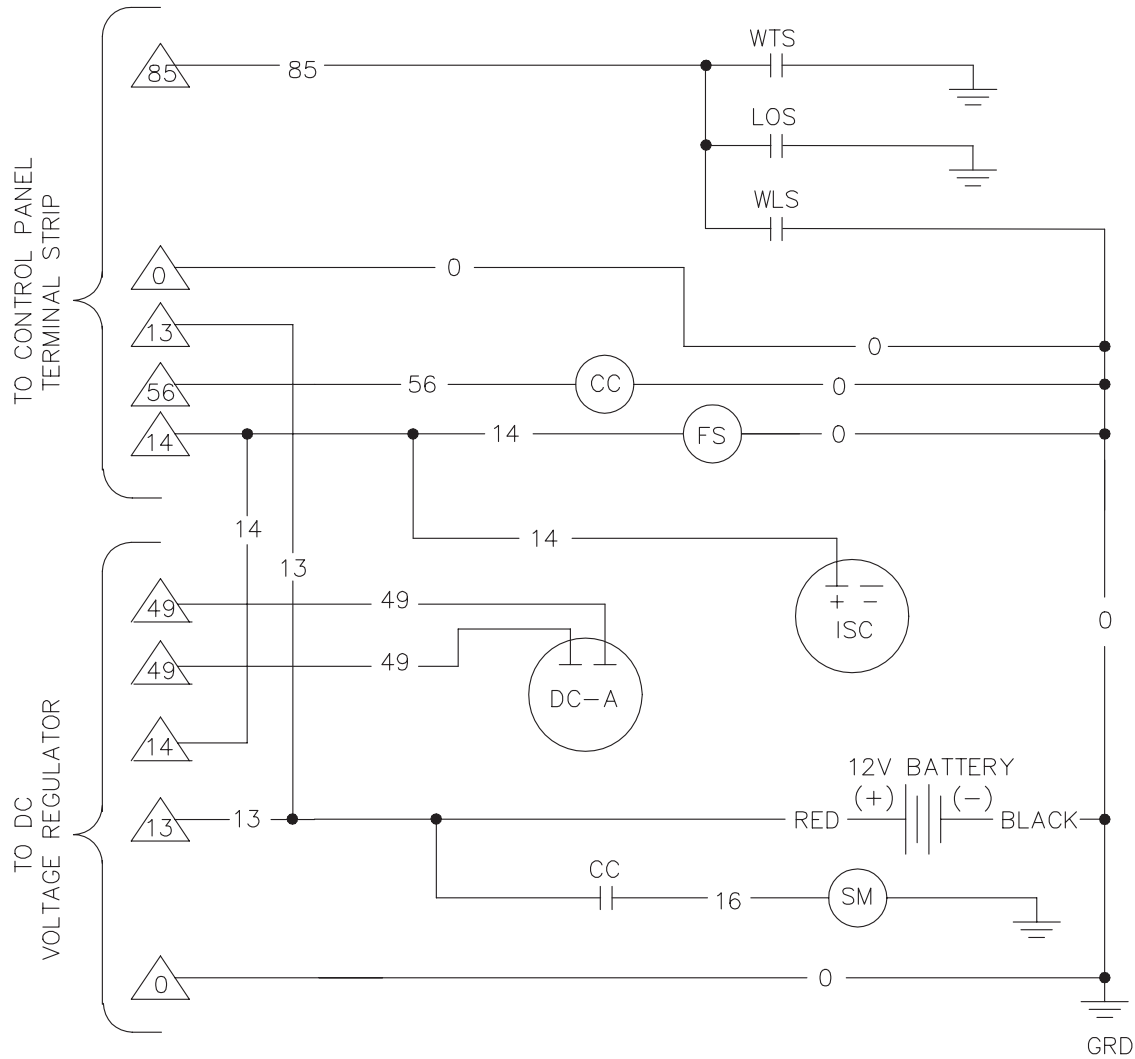 TO CONTROL PANEL
TERMINAL STRIP
85
85
WTS
LOS
WLS
0
0
13
0
56
56
CC
0
14
14
FS
0
14
14
13
+ −
ISC
0
49
49
49
49
DC-A
14
TO DC
VOLTAGE REGULATOR
12V BATTERY
(+) (-)
13
13
RED
BLACK
CC
16
SM
0
0
GRD